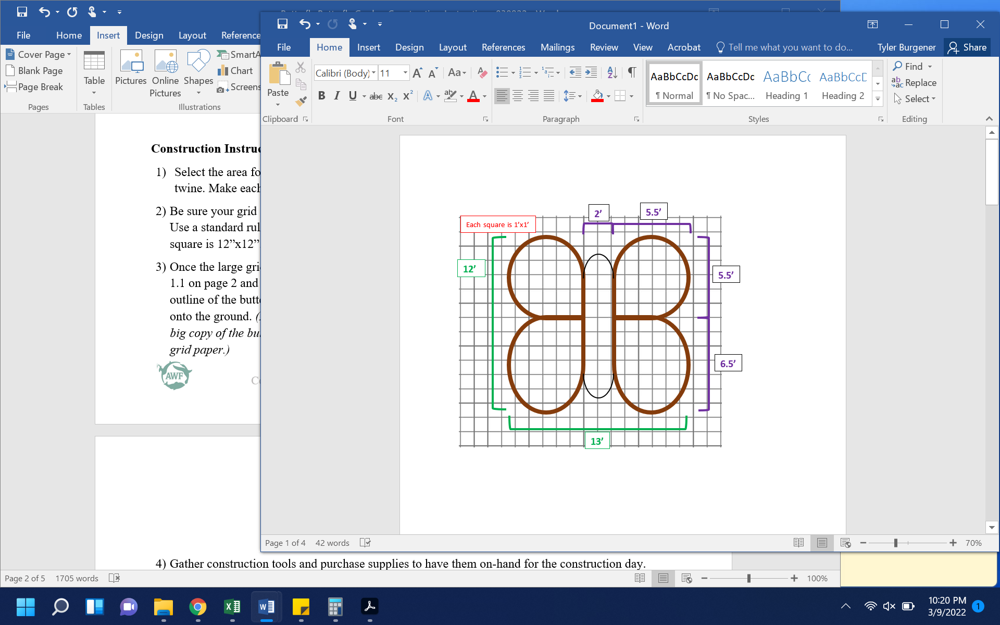 File
Home
Insert
Design
Layout
Reference
Cover Page
Blank Page
Page Break
Pages
Table
Tables
Pictures
Online
Pictures
Shapes
SmartA
Chart
Screens
Illustrations
Construction Instruc
1) Select the area fo
twine. Make each
2) Be sure your grid
Use a standard rul
square is 12”x12”
3) Once the large gri
1.1 on page 2 and
outline of the butte
onto the ground. (
big copy of the bu
grid paper.)
AWF
4) Gather construction tools and purchase supplies to have them on-hand for the construction day.
Page 2 of 5 1705 words
100%
Document1 - Word
File Home Insert Design Layout References Mailings Review View Acrobat Tell me what you want to do... Tyler Burgener Share
Paste
Clipboard
Calibri (Body) 11
Aa
B I U abc X₂ X² A ab A
Font
Paragraph
AaBbCcDc AaBbCcDc AaBbCc AaBbCcD
¶ Normal ¶ No Spac... Heading 1 Heading 2
Styles
Find
Replace
Select
Editing
Each square is 1’x1’
2’
5.5’
12’
5.5’
6.5’
13’
Page 1 of 4 42 words
70%
10:20 PM
3/9/2022
1